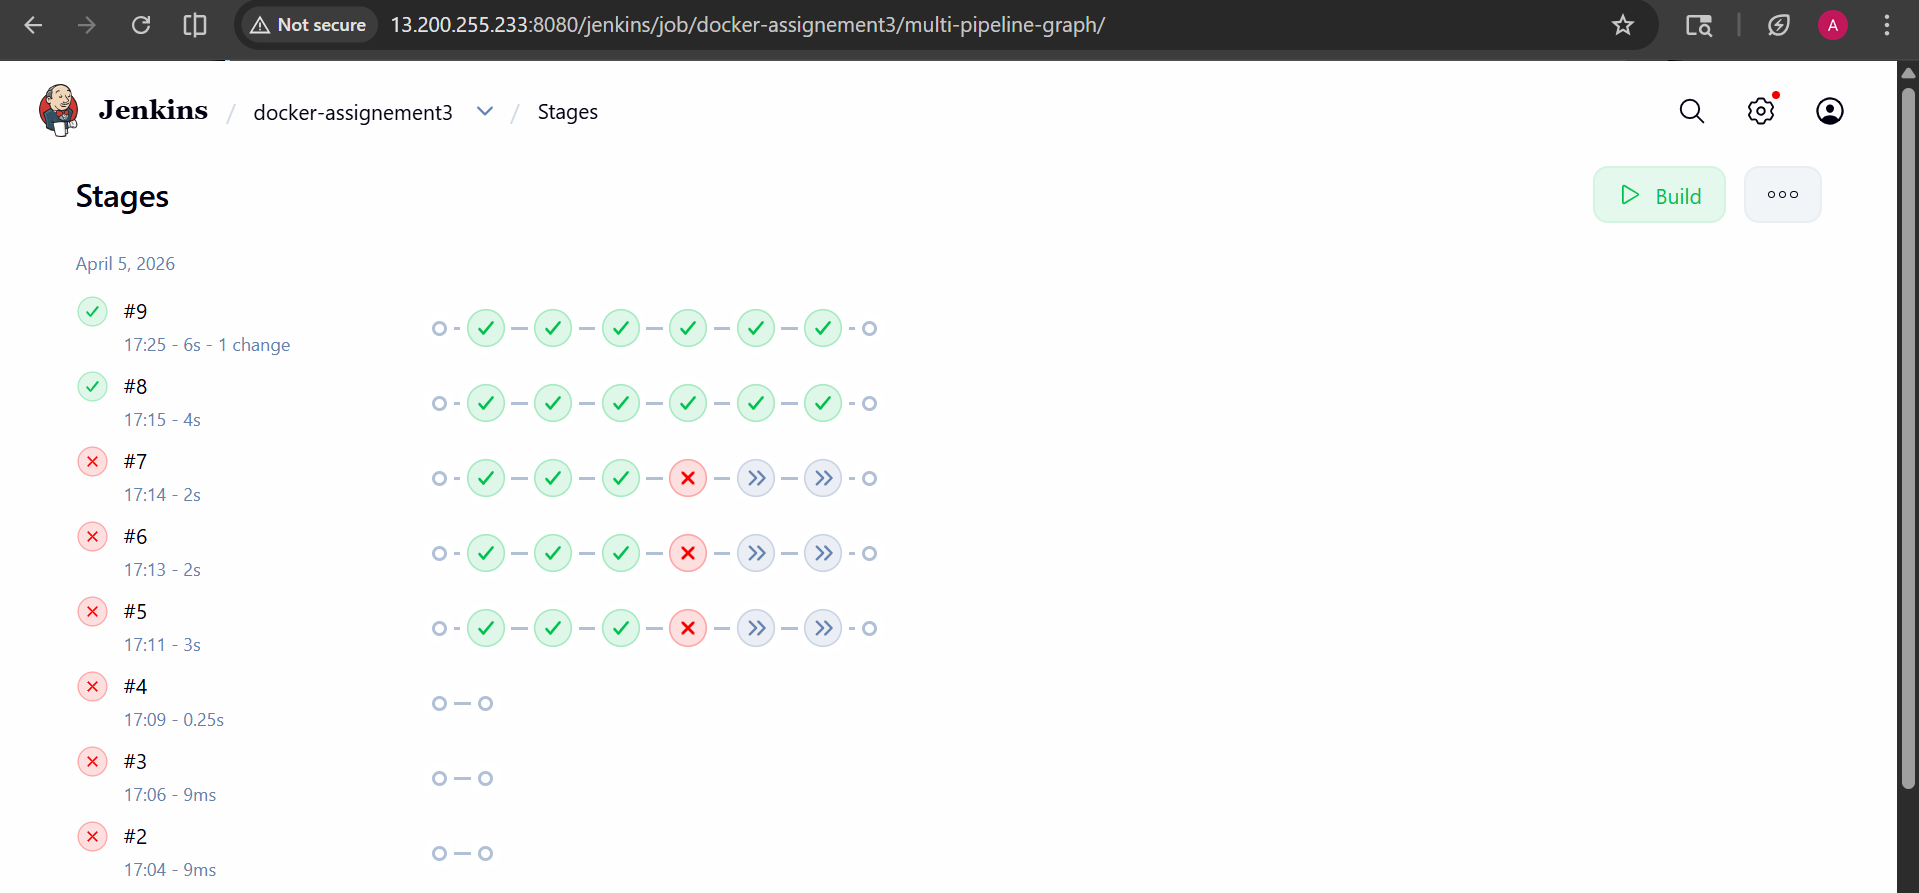 Not secure 13.200.255.233:8080/jenkins/job/docker-assignement3/multi-pipeline-graph/ A
Jenkins / docker-assignement3 / Stages
Stages
Build
April 5, 2026
#9
17:25 - 6s - 1 change
#8
17:15 - 4s
#7
17:14 - 2s
#6
17:13 - 2s
#5
17:11 - 3s
#4
17:09 - 0.25s
#3
17:06 - 9ms
#2
17:04 - 9ms